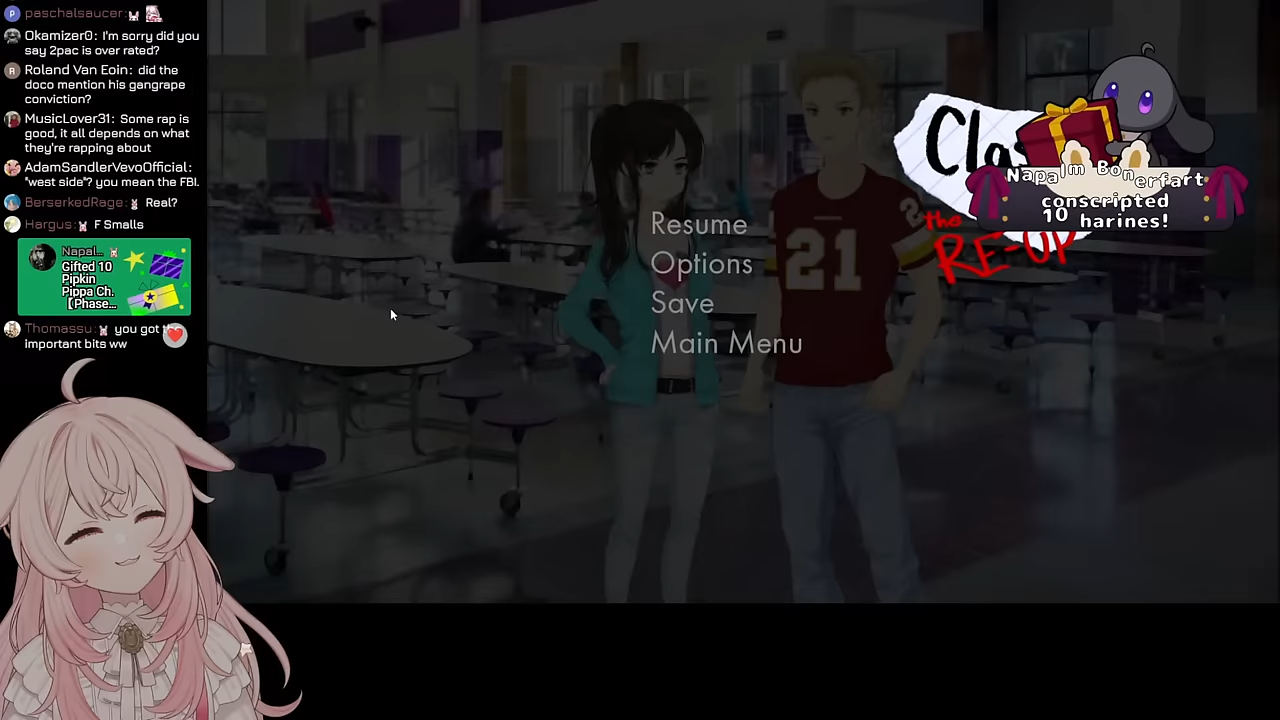 paschalsaucer:
Okamizer0: I'm sorry did you
say 2pac is over rated?
Roland Van Eoin: did the
doco mention his gangrape
conviction?
MusicLover31: Some rap is
good, it all depends on what
they're rapping about
AdamSandlerVevoOfficial:
"west side"? you mean the FBI.
BerserkedRage: Real?
Hargus: F Smalls
Napal...
Gifted 10
Pipkin
Pippa Ch.
【Phase...
Thomassu: you got
important bits ww
Resume
Options
Save
Main Menu
21
2
the
RE-UP
Napalm Bonerfart
conscripted
10 harines!